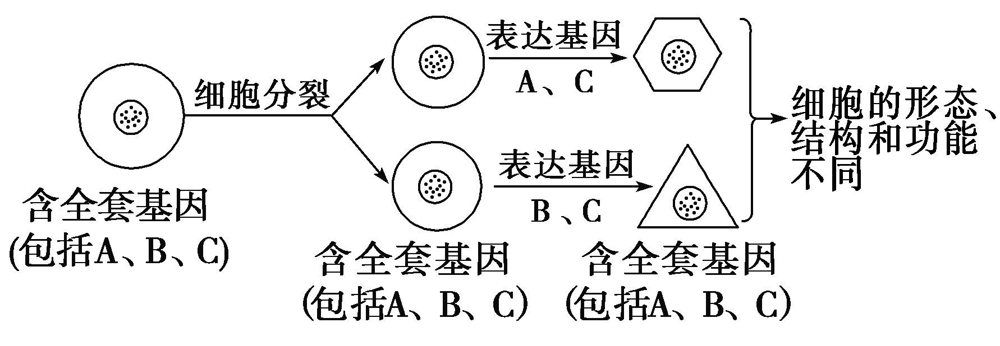 含全套基因
(包括A、B、C)
细胞分裂
含全套基因
(包括A、B、C)
表达基因
A、C
表达基因
B、C
含全套基因
(包括A、B、C)
细胞的形态、
结构和功能
不同